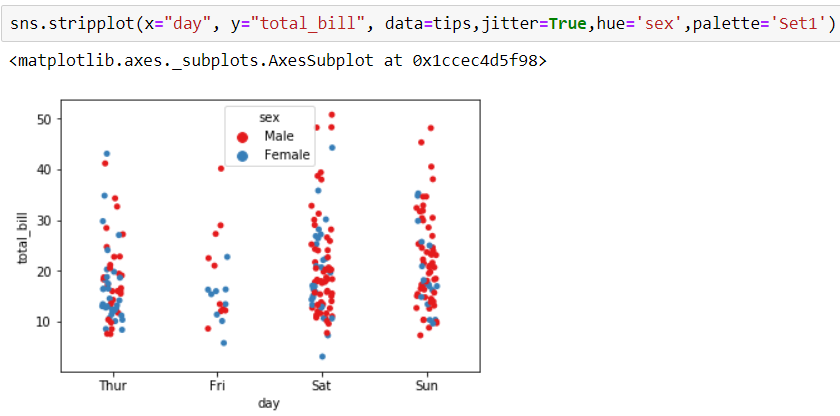 sns.stripplot(x="day", y="total_bill", data=tips,jitter=True,hue='sex',palette='Set1')
<matplotlib.axes._subplots.AxesSubplot at 0x1ccec4d5f98>
sex
Male
Female
50
40
30
20
10
total_bill
Thur Fri Sat Sun
day